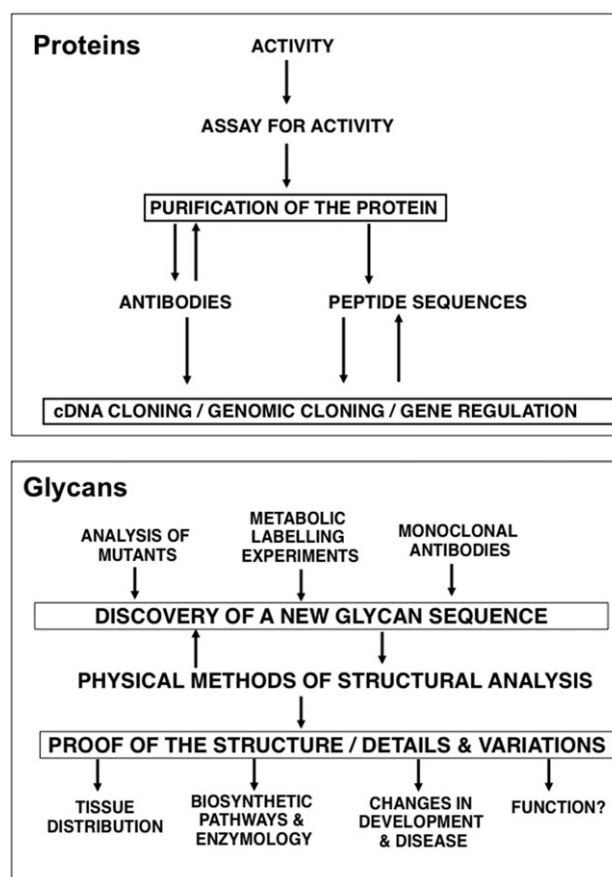 Proteins
ACTIVITY
ASSAY FOR ACTIVITY
PURIFICATION OF THE PROTEIN
ANTIBODIES
PEPTIDE SEQUENCES
cDNA CLONING / GENOMIC CLONING / GENE REGULATION
Glycans
ANALYSIS OF
MUTANTS
METABOLIC
LABELLING
EXPERIMENTS
MONOCLONAL
ANTIBODIES
DISCOVERY OF A NEW GLYCAN SEQUENCE
PHYSICAL METHODS OF STRUCTURAL ANALYSIS
PROOF OF THE STRUCTURE / DETAILS & VARIATIONS
TISSUE
DISTRIBUTION
BIOSYNTHETIC
PATHWAYS &
ENZYMOLOGY
CHANGES IN
DEVELOPMENT
& DISEASE
FUNCTION?